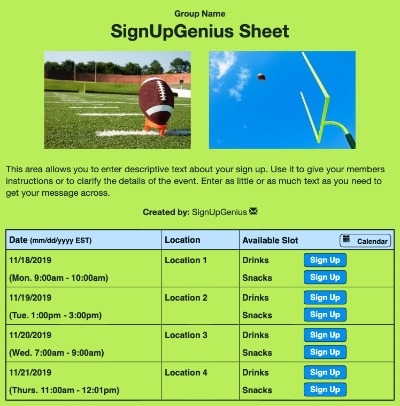 Group Name
SignUpGenius Sheet
This area allows you to enter descriptive text about your sign up. Use it to give your members
instructions or to clarify the details of the event. Enter as little or as much text as you need to
get your message across.
Created by: SignUpGenius
Date (mm/dd/yyyy EST) Location Available Slot Calendar
11/18/2019 Location 1 Drinks Sign Up
(Mon. 9:00am - 10:00am) Snacks Sign Up
11/19/2019 Location 2 Drinks Sign Up
(Tue. 1:00pm - 3:00pm) Snacks Sign Up
11/20/2019 Location 3 Drinks Sign Up
(Wed. 7:00am - 9:00am) Snacks Sign Up
11/21/2019 Location 4 Drinks Sign Up
(Thurs. 11:00am - 12:01pm) Snacks Sign Up